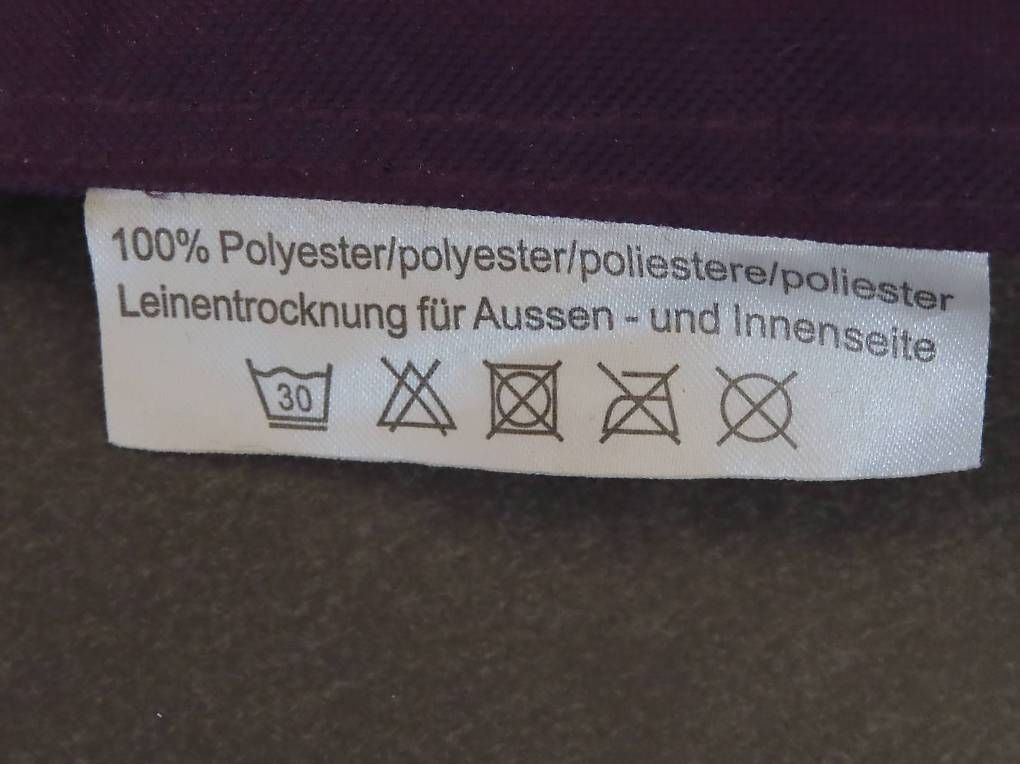 100% Polyester/polyester/poliestere/poliester
Leinentrocknung für Aussen - und Innenseite
30